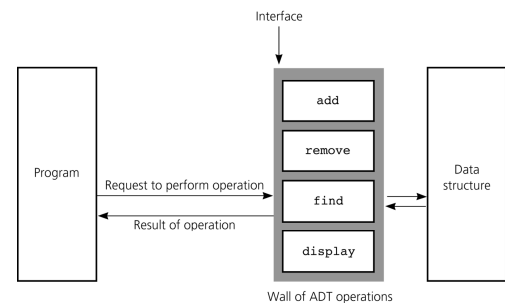 Interface
add
remove
Program
Request to perform operation
find
Data
structure
Result of operation
display
Wall of ADT operations